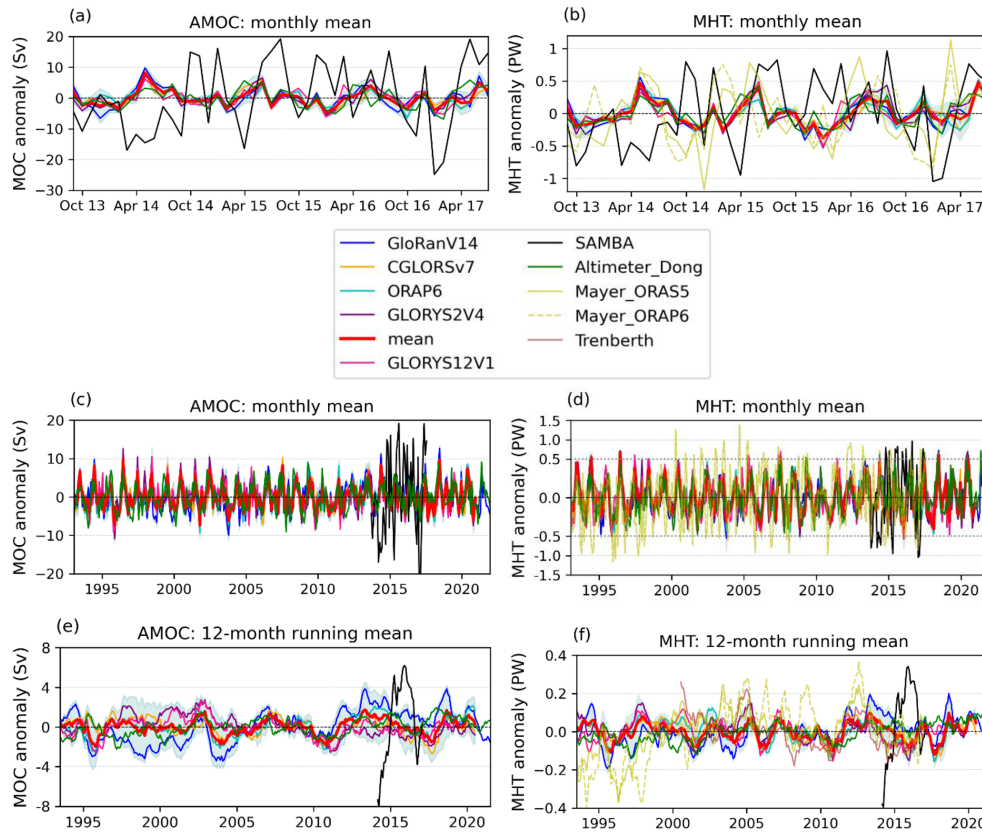 (a)
AMOC: monthly mean
MOC anomaly (Sv)
20
10
0
−10
−20
−30
Oct 13 Apr 14 Oct 14 Apr 15 Oct 15 Apr 16 Oct 16 Apr 17
(b)
MHT: monthly mean
MHT anomaly (PW)
1
0.5
0.0
−0.5
−1
Oct 13 Apr 14 Oct 14 Apr 15 Oct 15 Apr 16 Oct 16 Apr 17
GloRanV14
CGLORSv7
ORAP6
GLORYS2V4
mean
GLORYS12V1
SAMBA
Altimeter_Dong
Mayer_ORAS5
Mayer_ORAP6
Trenberth
(c)
AMOC: monthly mean
MOC anomaly (Sv)
20
10
0
−10
−20
1995 2000 2005 2010 2015 2020
(d)
MHT: monthly mean
MHT anomaly (PW)
1.5
1.0
0.5
0.0
-0.5
-1.0
-1.5
1995 2000 2005 2010 2015 2020
(e)
AMOC: 12-month running mean
MOC anomaly (Sv)
8
4
0
-4
-8
1995 2000 2005 2010 2015 2020
(f)
MHT: 12-month running mean
MHT anomaly (PW)
0.4
0.2
0.0
−0.2
−0.4
1995 2000 2005 2010 2015 2020